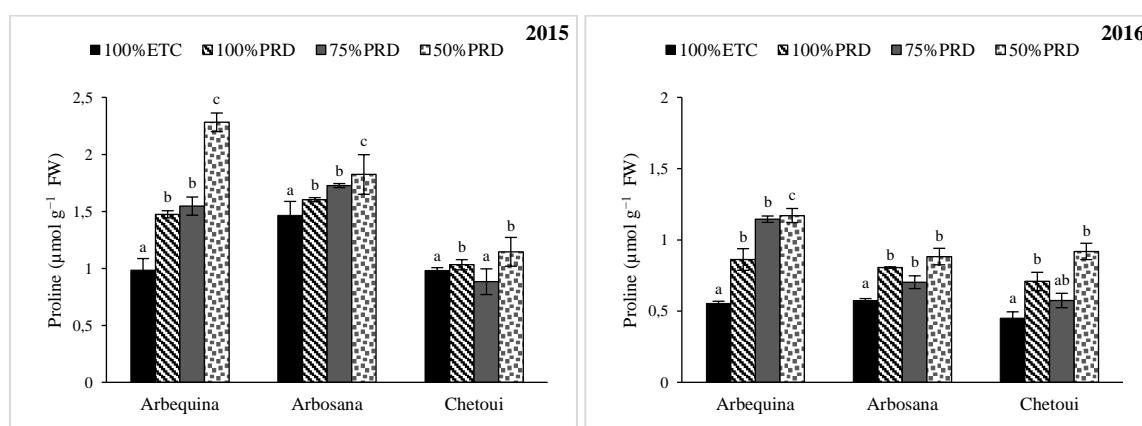 2015
100%ETC 100%PRD 75%PRD 50%PRD
Proline (µmol g⁻¹ FW)
2,5
2
1,5
1
0,5
0
a b b c
a b b c
a b a b
Arbequina Arbosana Chetoui
2016
100%ETC 100%PRD 75%PRD 50%PRD
Proline (µmol g⁻¹ FW)
2
1,5
1
0,5
0
a b b c
a b b b
a b ab b
Arbequina Arbosana Chetoui